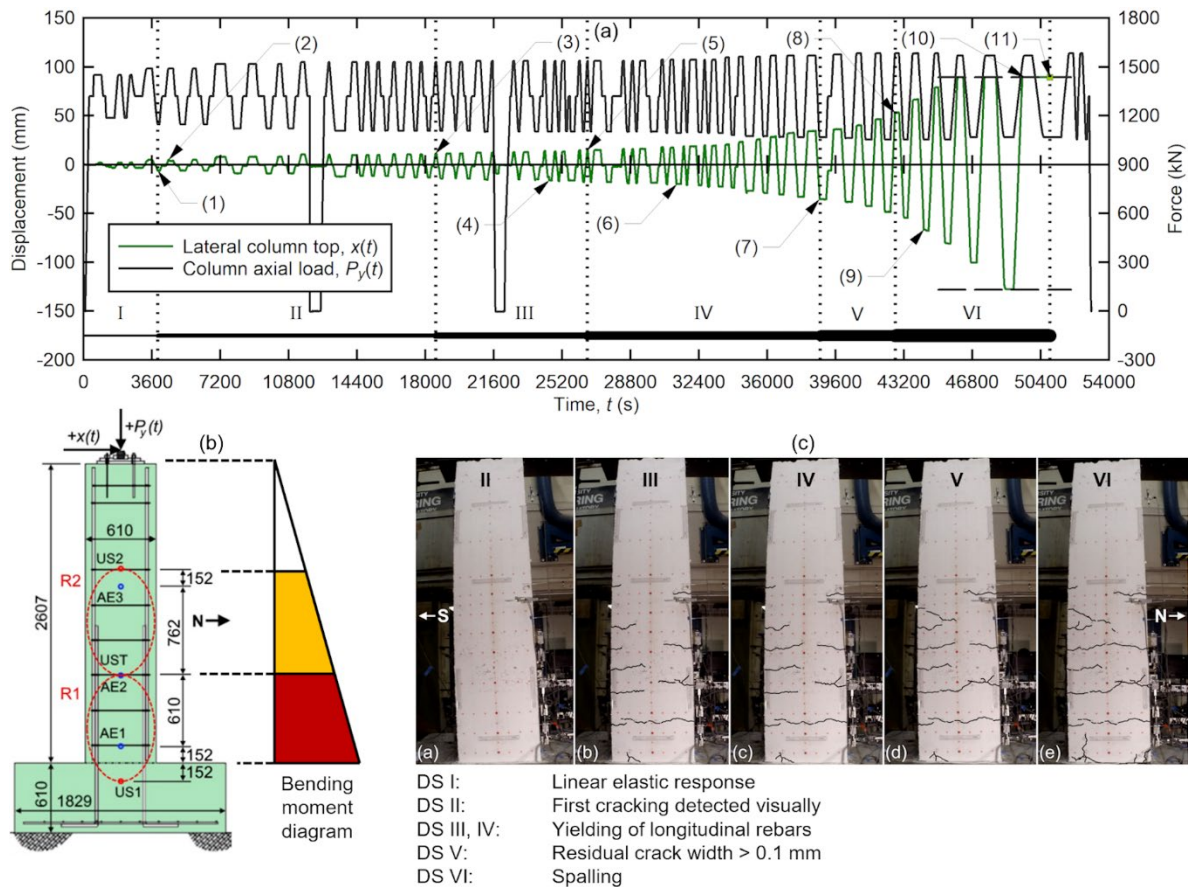 (a)
150
100
50
0
-50
-100
-150
-200
Displacement (mm)
1800
1500
1200
900
600
300
0
-300
Force (kN)
(1)
(2)
(3)
(4)
(5)
(6)
(7)
(8)
(9)
(10)
(11)
Lateral column top, x(t)
Column axial load, Py(t)
I II III IV V VI
0 3600 7200 10800 14400 18000 21600 25200 28800 32400 36000 39600 43200 46800 50400 54000
Time, t (s)
(b)
+x(t)
+Py(t)
610
US2
R2
152
AE3
N
762
2607
UST
AE2
R1
610
AE1
152
152
US1
610
1829
Bending
moment
diagram
(c)
II III IV V VI
SITY
RING
S
N
(a) (b) (c) (d) (e)
DS I: Linear elastic response
DS II: First cracking detected visually
DS III, IV: Yielding of longitudinal rebars
DS V: Residual crack width > 0.1 mm
DS VI: Spalling